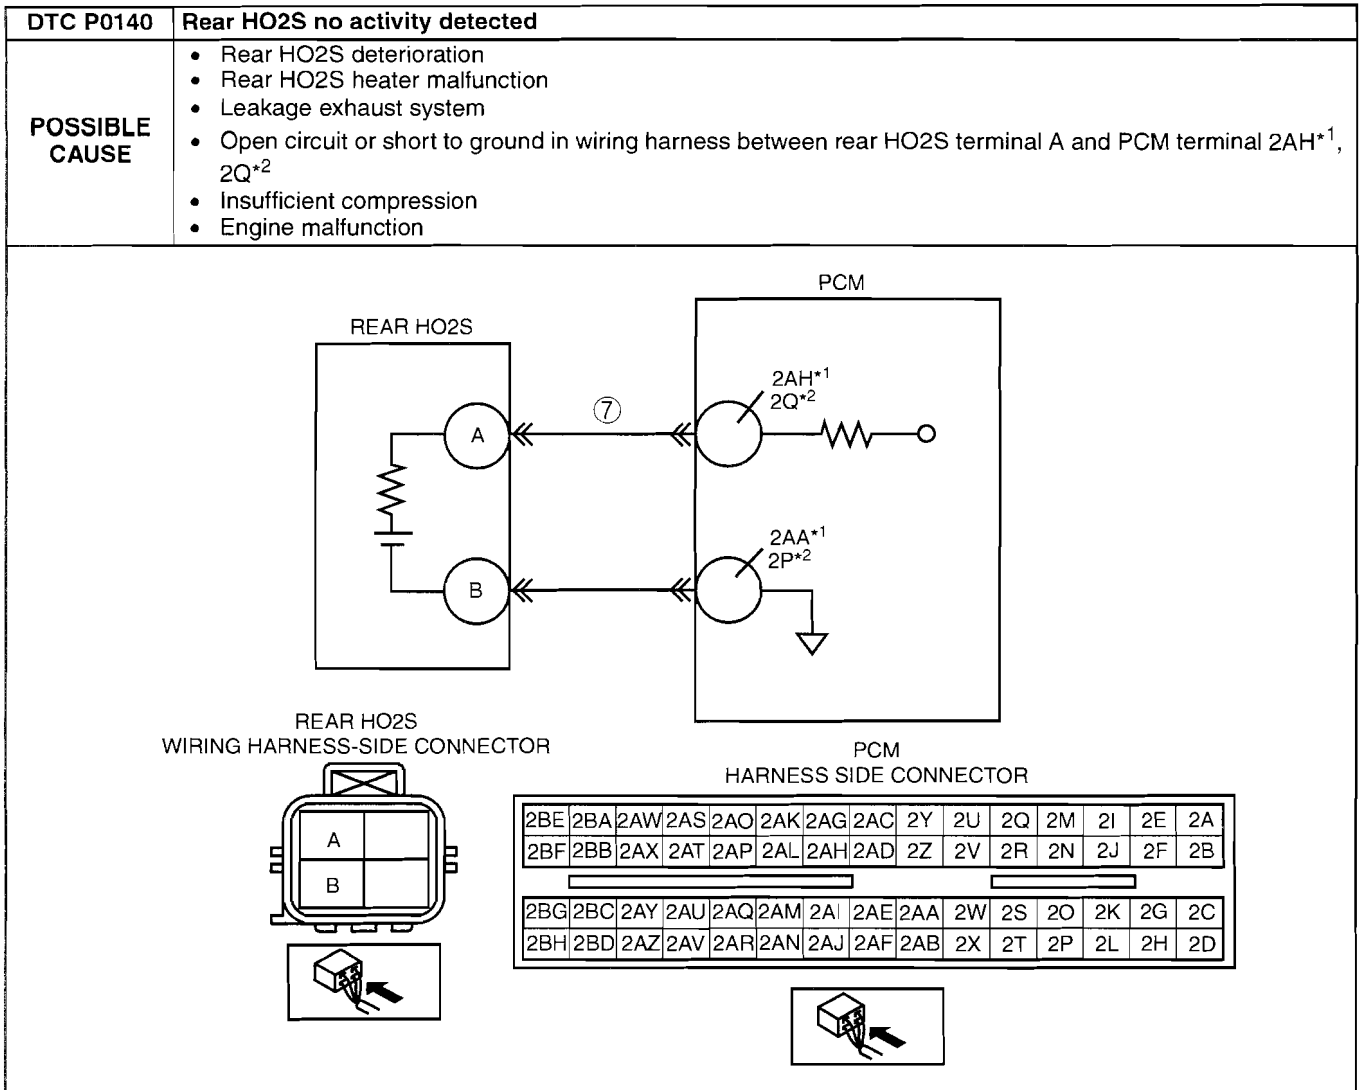 DTC P0140 Rear HO2S no activity detected
POSSIBLE CAUSE
• Rear HO2S deterioration
• Rear HO2S heater malfunction
• Leakage exhaust system
• Open circuit or short to ground in wiring harness between rear HO2S terminal A and PCM terminal 2AH*1,
2Q*2
• Insufficient compression
• Engine malfunction
PCM
REAR HO2S
2AH*1
2Q*2
7
A
2AA*1
2P*2
B
REAR HO2S
WIRING HARNESS-SIDE CONNECTOR
A
B
PCM
HARNESS SIDE CONNECTOR
2BE 2BA 2AW 2AS 2AO 2AK 2AG 2AC 2Y 2U 2Q 2M 2I 2E 2A
2BF 2BB 2AX 2AT 2AP 2AL 2AH 2AD 2Z 2V 2R 2N 2J 2F 2B
2BG 2BC 2AY 2AU 2AQ 2AM 2AI 2AE 2AA 2W 2S 2O 2K 2G 2C
2BH 2BD 2AZ 2AV 2AR 2AN 2AJ 2AF 2AB 2X 2T 2P 2L 2H 2D